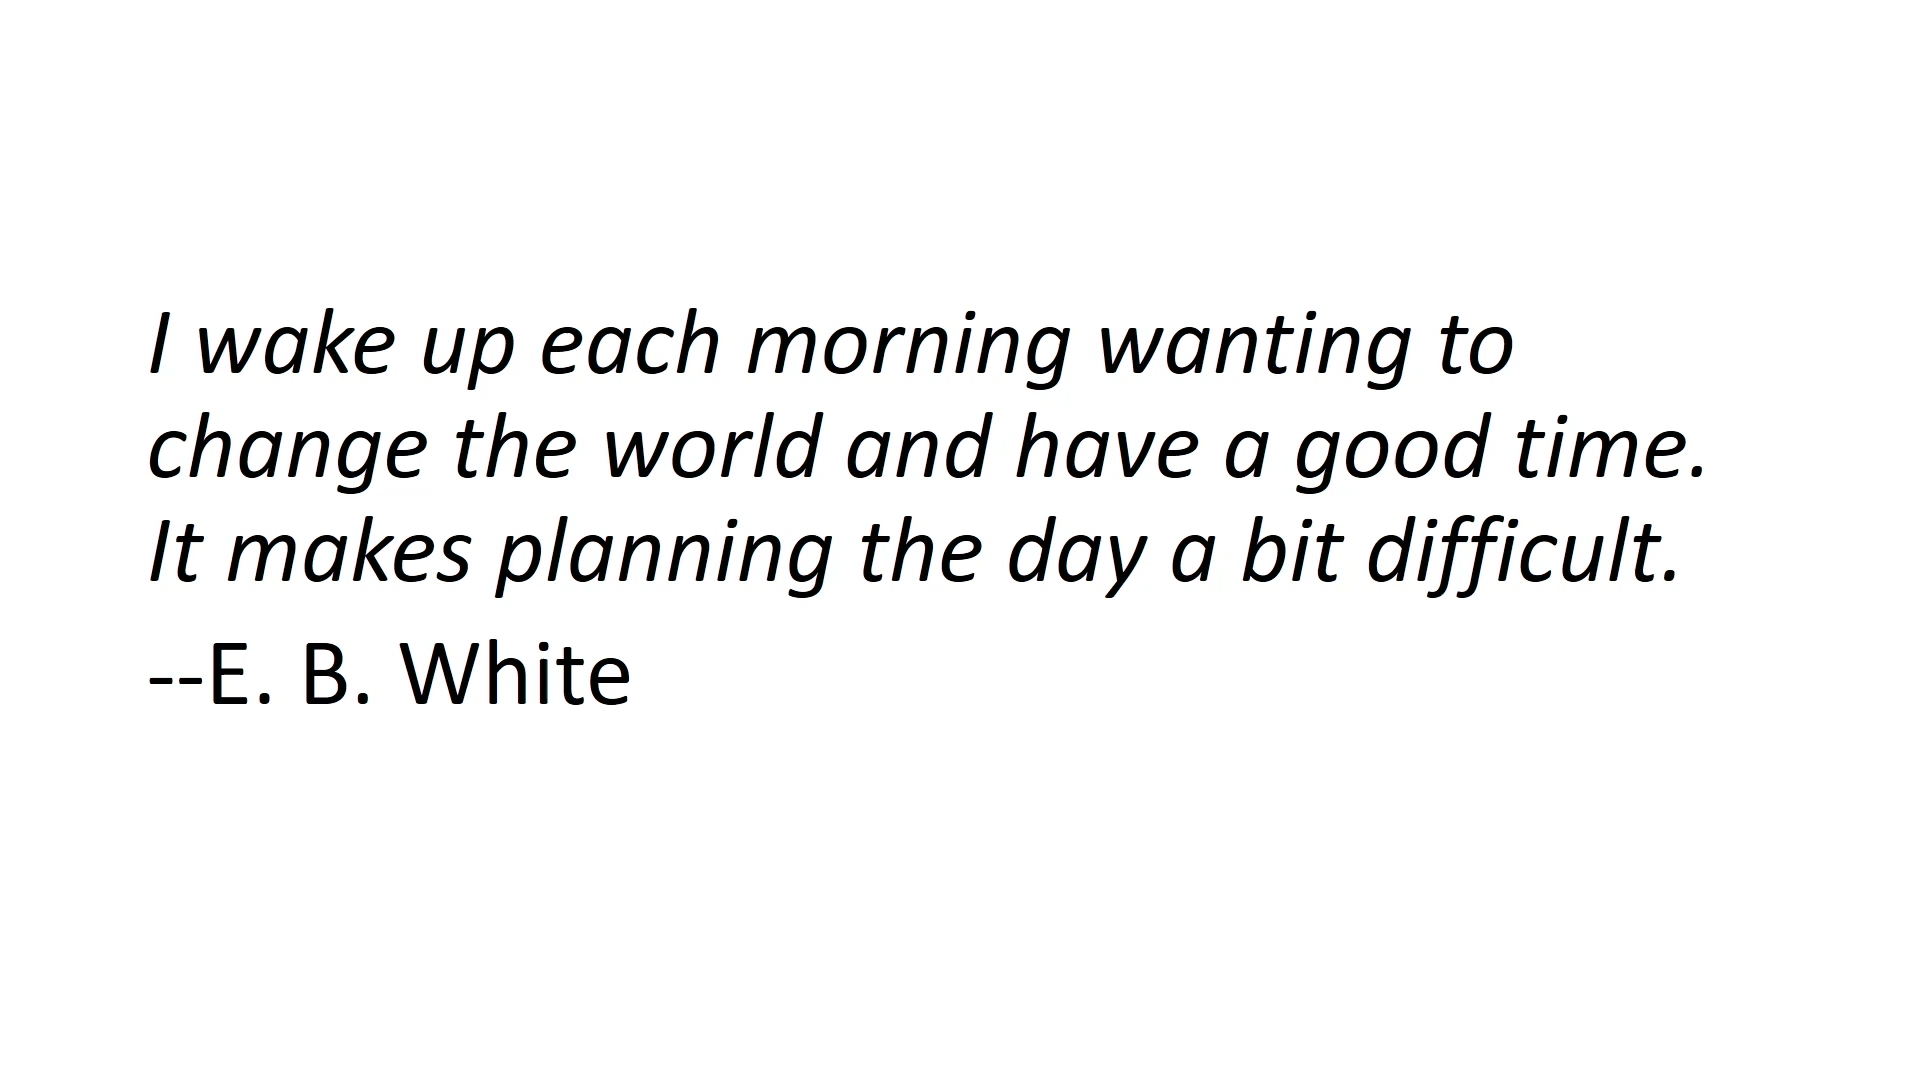 I wake up each morning wanting to
change the world and have a good time.
It makes planning the day a bit difficult.
--E. B. White